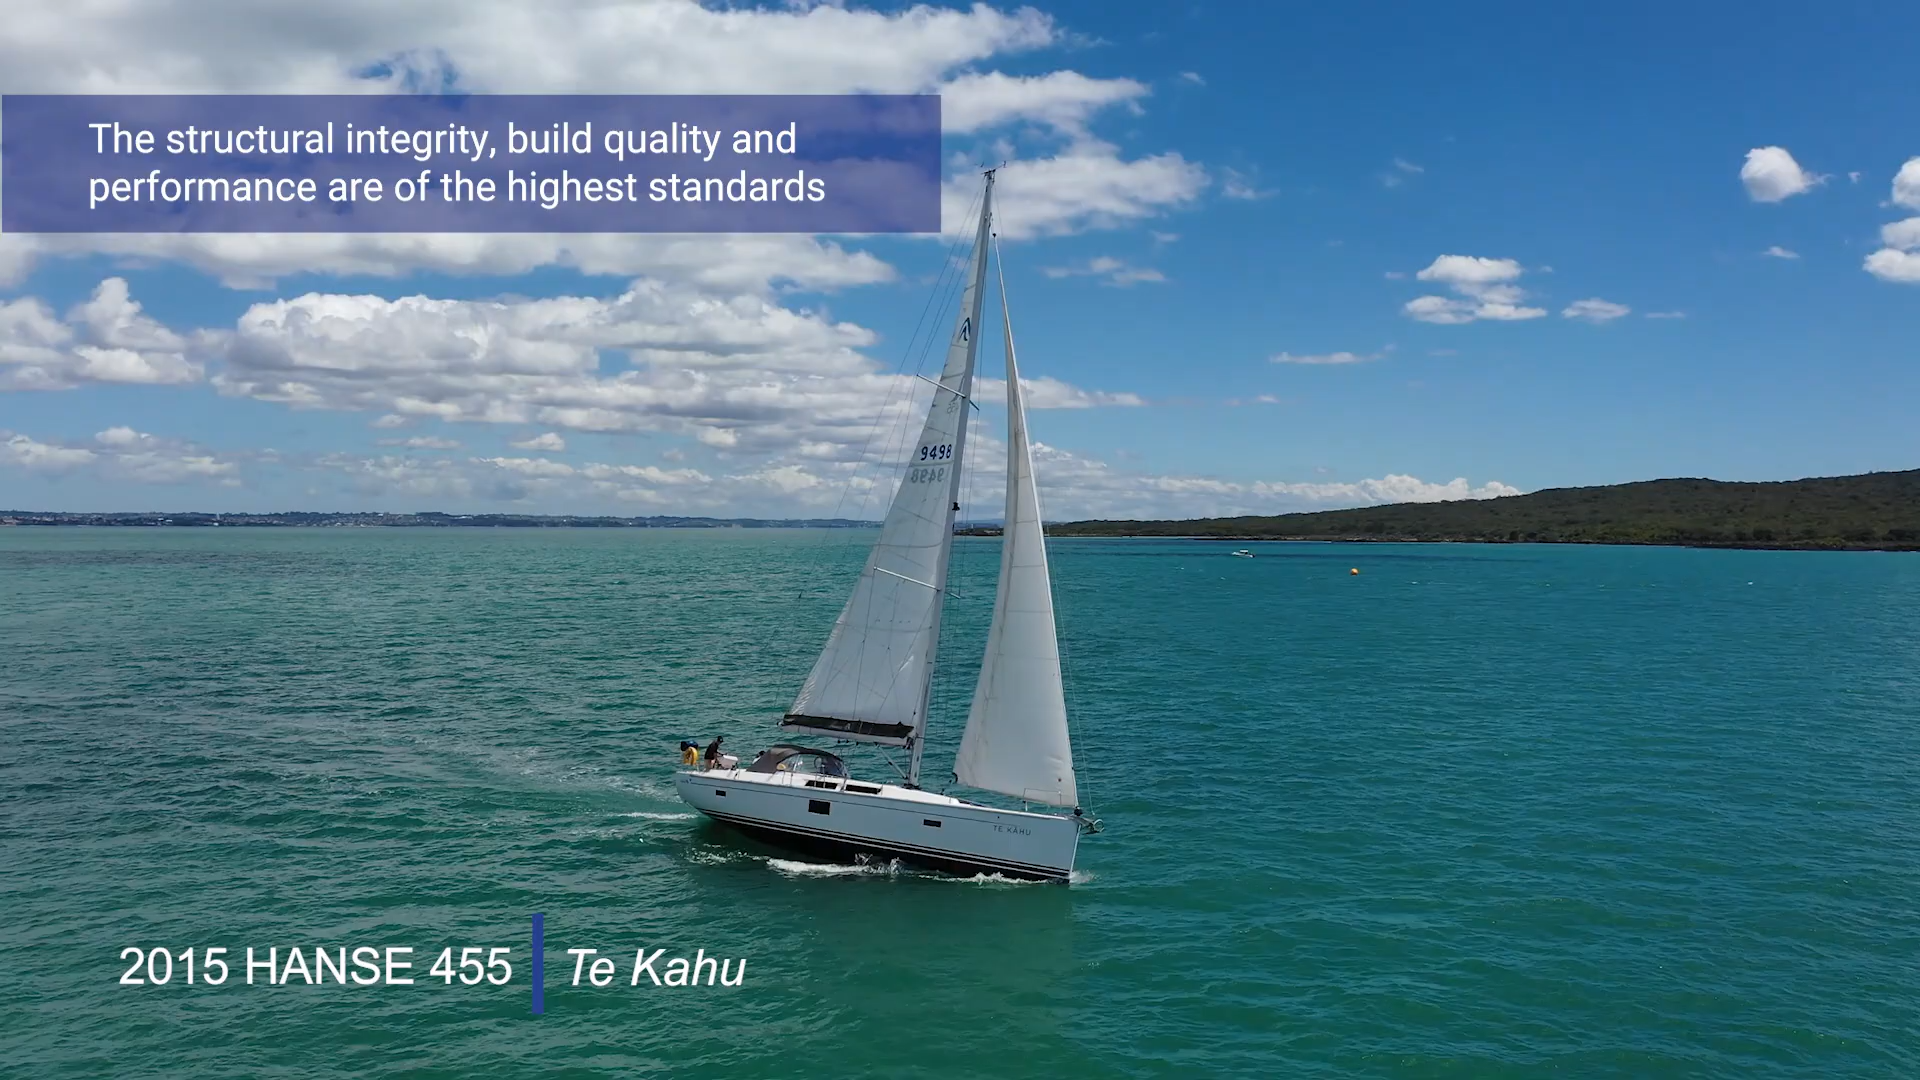 The structural integrity, build quality and
performance are of the highest standards
9498
9498
TE KĀHU
2015 HANSE 455
Te Kahu